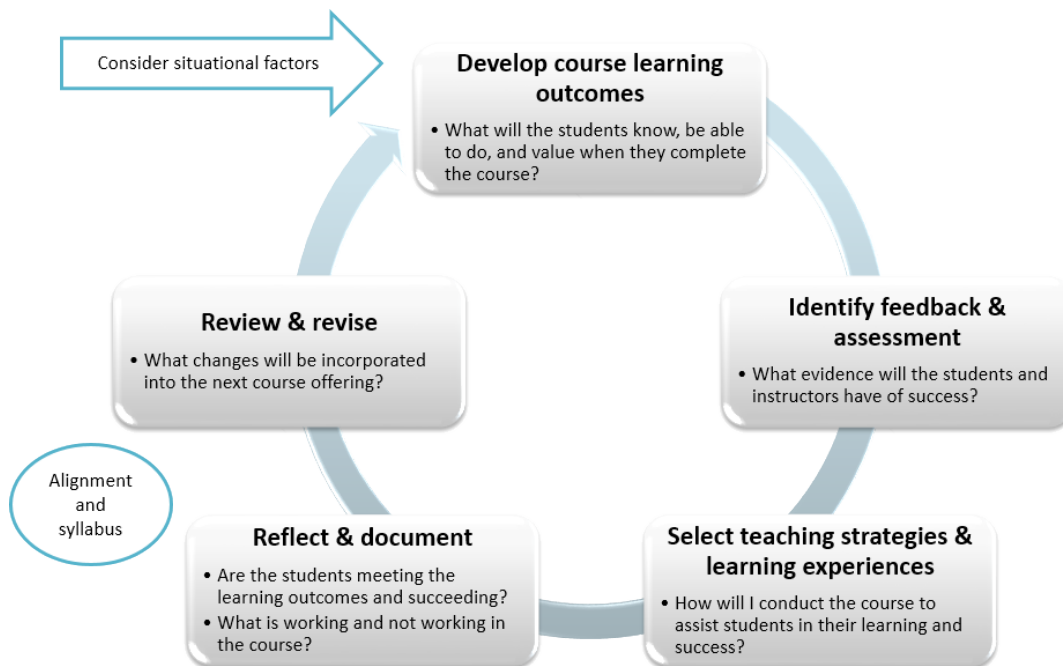 Consider situational factors
Develop course learning
outcomes
• What will the students know, be able
to do, and value when they complete
the course?
Identify feedback &
assessment
• What evidence will the students and
instructors have of success?
Select teaching strategies &
learning experiences
• How will I conduct the course to
assist students in their learning and
success?
Reflect & document
• Are the students meeting the
learning outcomes and succeeding?
• What is working and not working in
the course?
Alignment
and
syllabus
Review & revise
• What changes will be incorporated
into the next course offering?